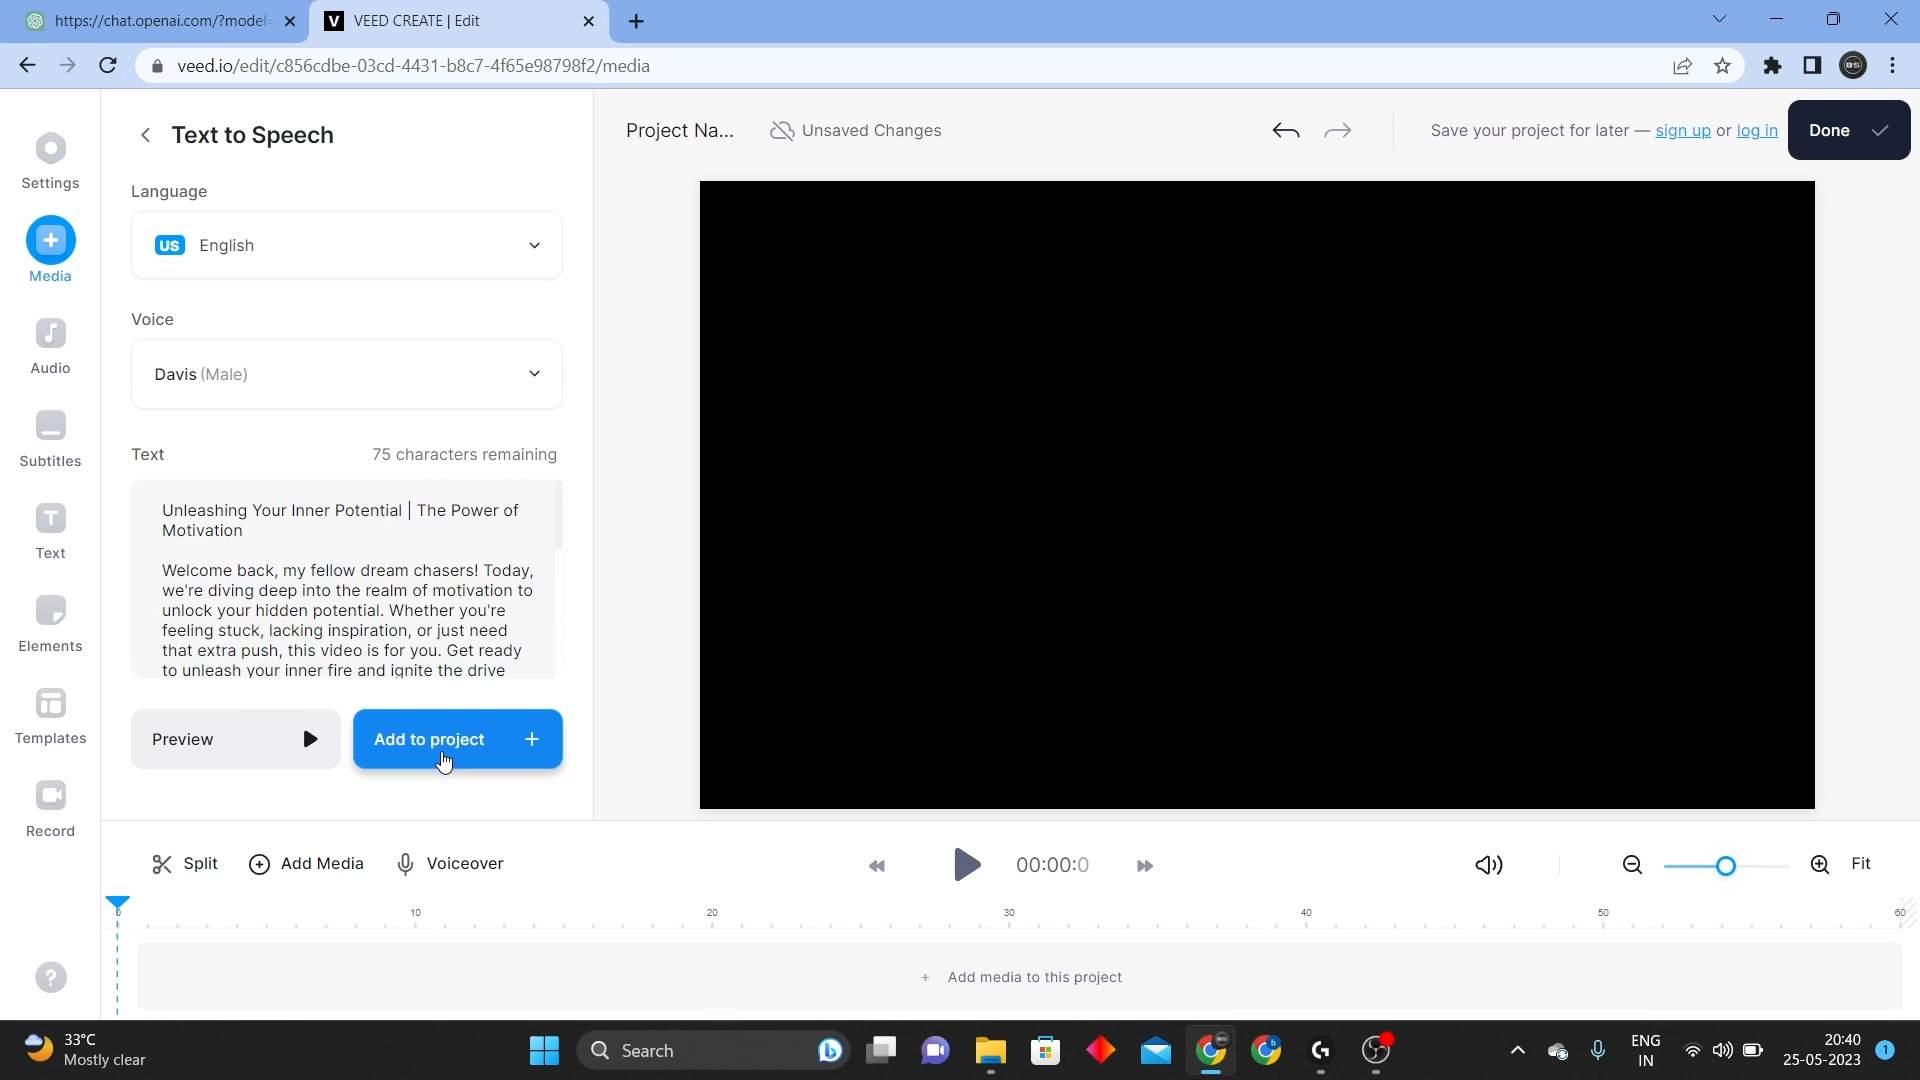 https://chat.openai.com/?model=
V VEED CREATE | Edit
veed.io/edit/c856cdbe-03cd-4431-b8c7-4f65e98798f2/media
BS
Settings
Media
Audio
Subtitles
Text
Elements
Templates
Record
Text to Speech
Language
US English
Voice
Davis (Male)
Text 75 characters remaining
Unleashing Your Inner Potential | The Power of
Motivation
Welcome back, my fellow dream chasers! Today,
we're diving deep into the realm of motivation to
unlock your hidden potential. Whether you're
feeling stuck, lacking inspiration, or just need
that extra push, this video is for you. Get ready
to unleash your inner fire and ignite the drive
Preview
Add to project +
Project Na...
Unsaved Changes
Save your project for later — sign up or log in
Done
Split
Add Media
Voiceover
00:00:0
Fit
0 10 20 30 40 50 60
+ Add media to this project
?
33°C
Mostly clear
Search
ENG
IN
20:40
25-05-2023
1